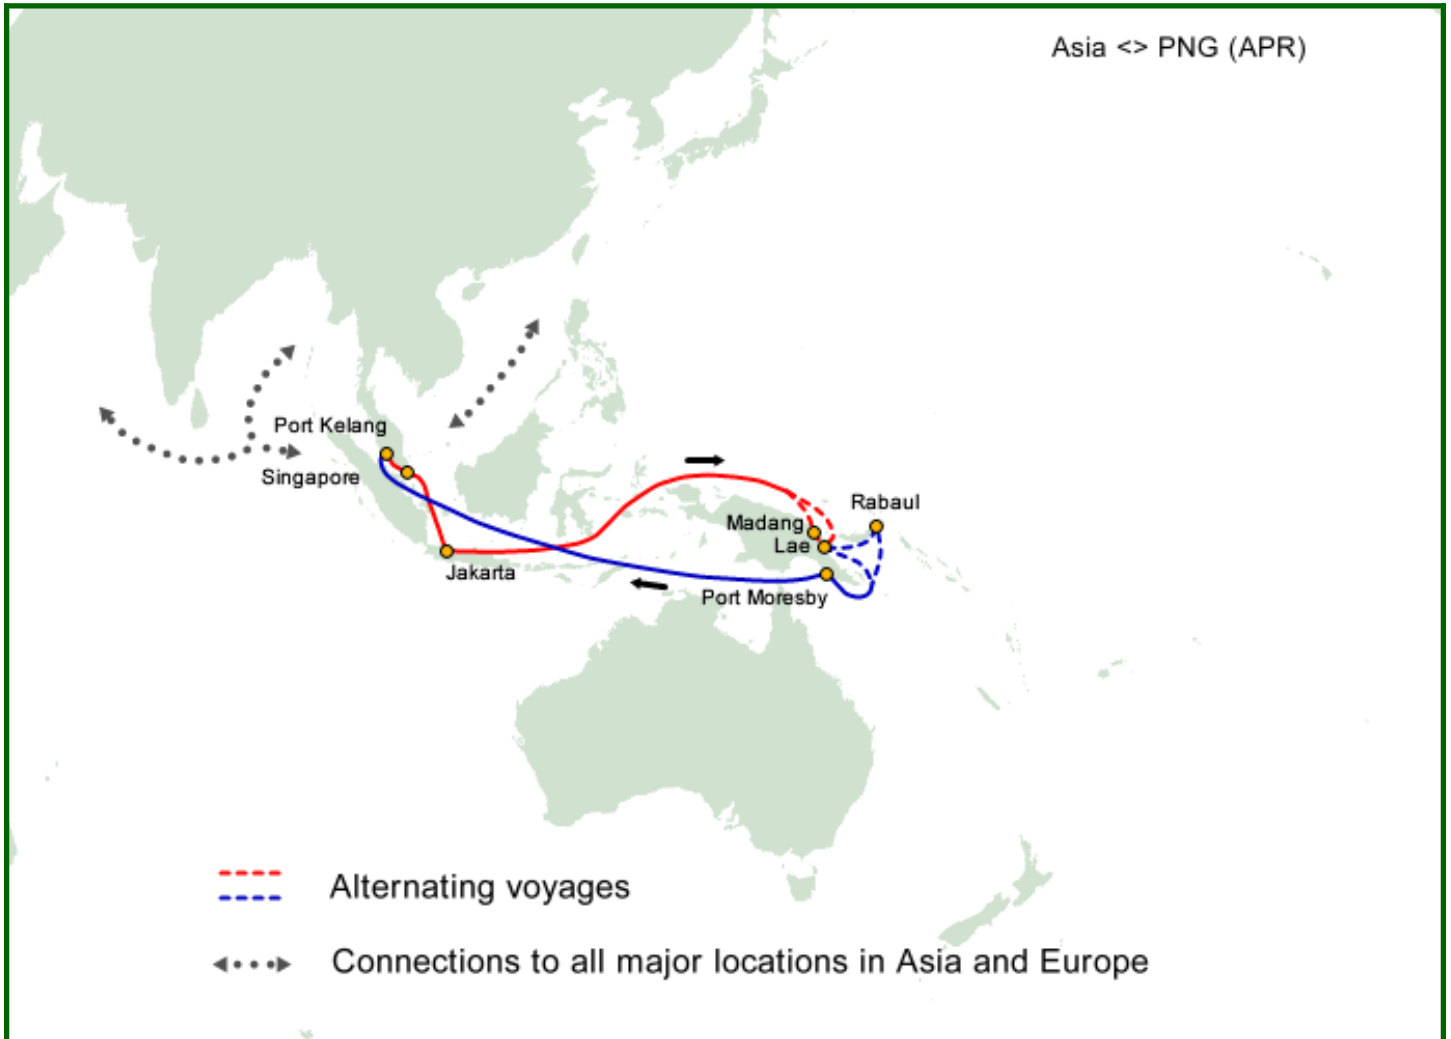 Asia <> PNG (APR)
Port Kelang
Singapore
Jakarta
Rabaul
Madang
Lae
Port Moresby
Alternating voyages
Connections to all major locations in Asia and Europe